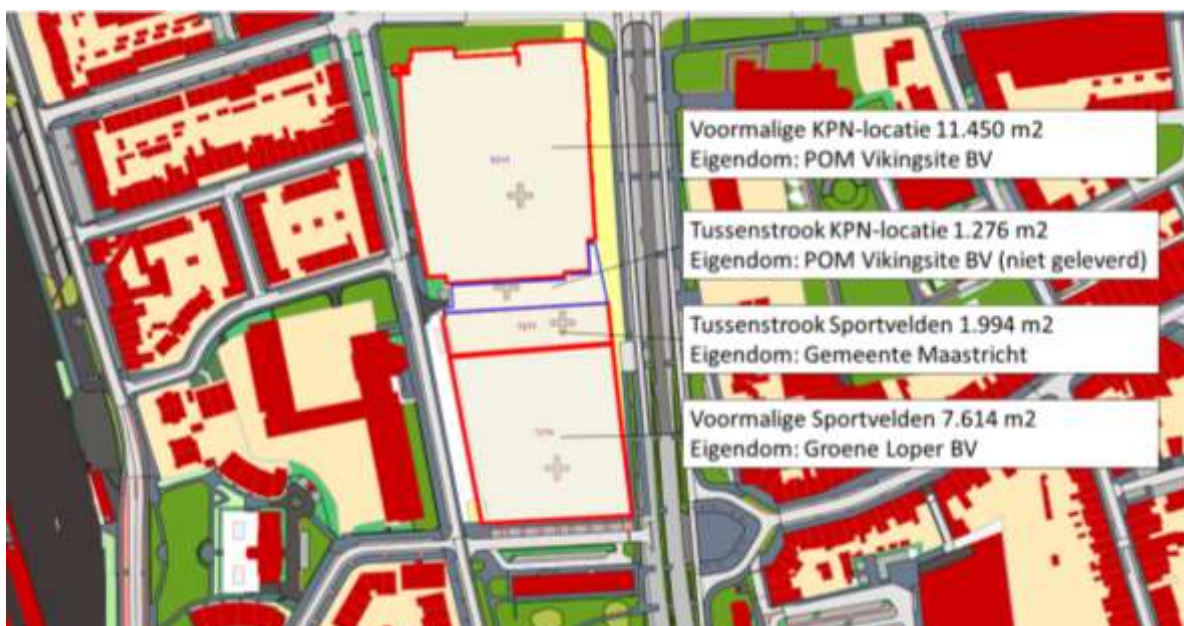 Voormalige KPN-locatie 11.450 m2
Eigendom: POM Vikingsite BV
Tussenstrook KPN-locatie 1.276 m2
Eigendom: POM Vikingsite BV (niet geleverd)
Tussenstrook Sportvelden 1.994 m2
Eigendom: Gemeente Maastricht
Voormalige Sportvelden 7.614 m2
Eigendom: Groene Loper BV